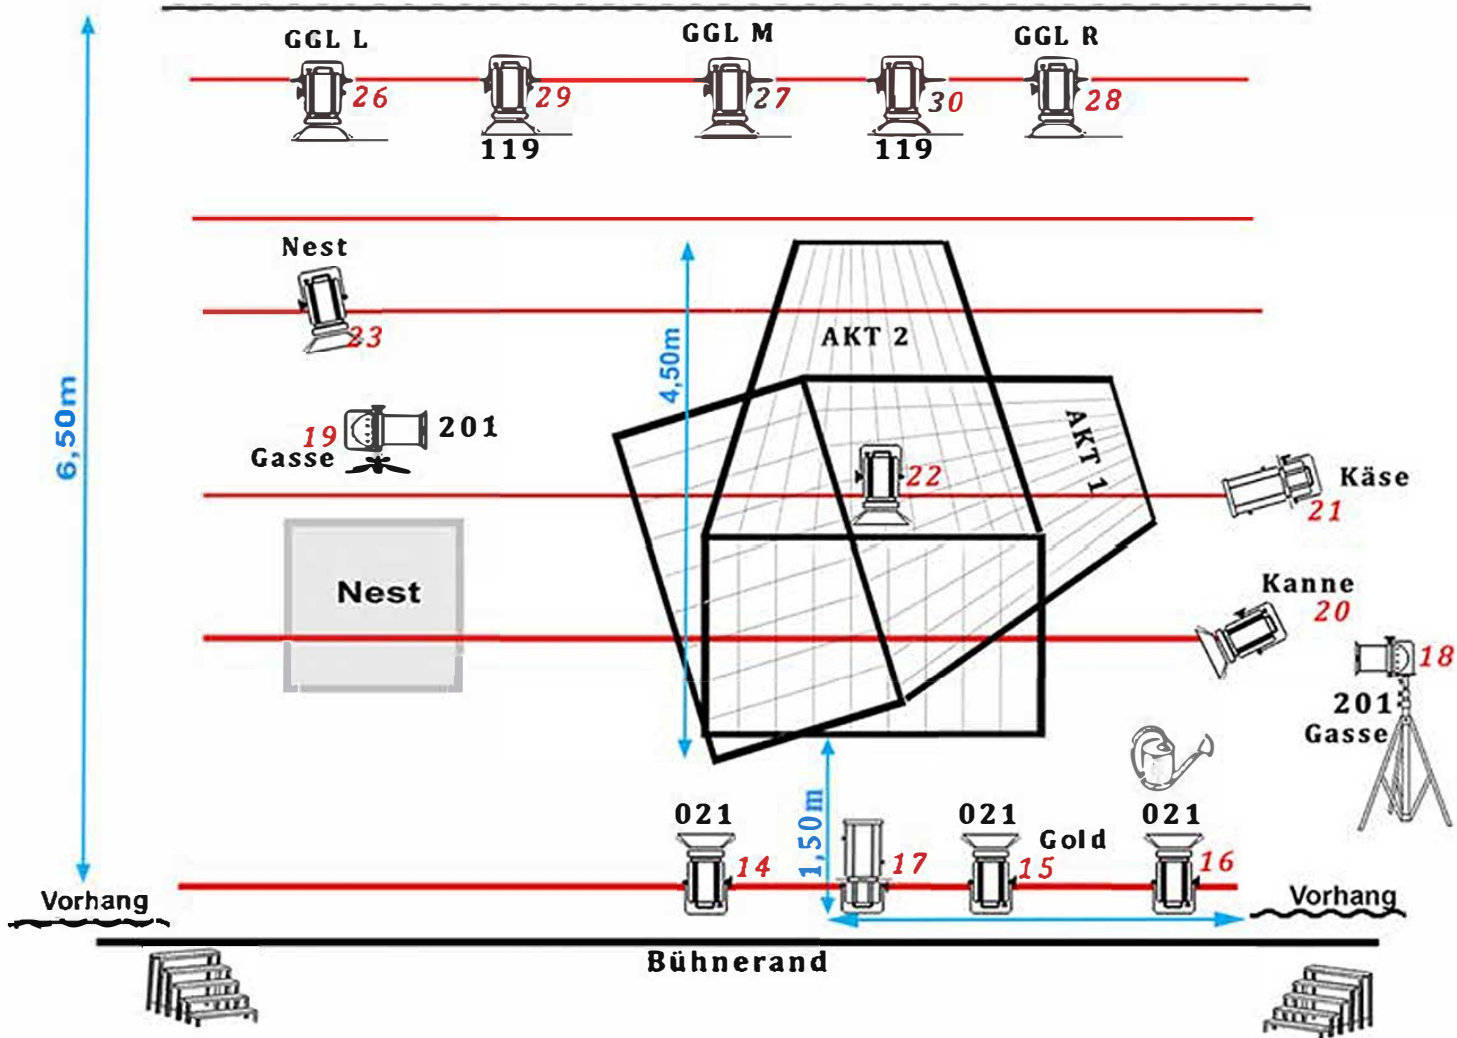 GGL L
GGL M
GGL R
26
29
27
30
28
119
119
Nest
23
AKT 2
4,50m
6,50m
AKT 1
19
201
Gasse
22
Käse
21
Nest
Kanne
20
18
201
Gasse
021
021
021
Gold
14
1,50m
17
15
16
Vorhang
Vorhang
Bühnerand